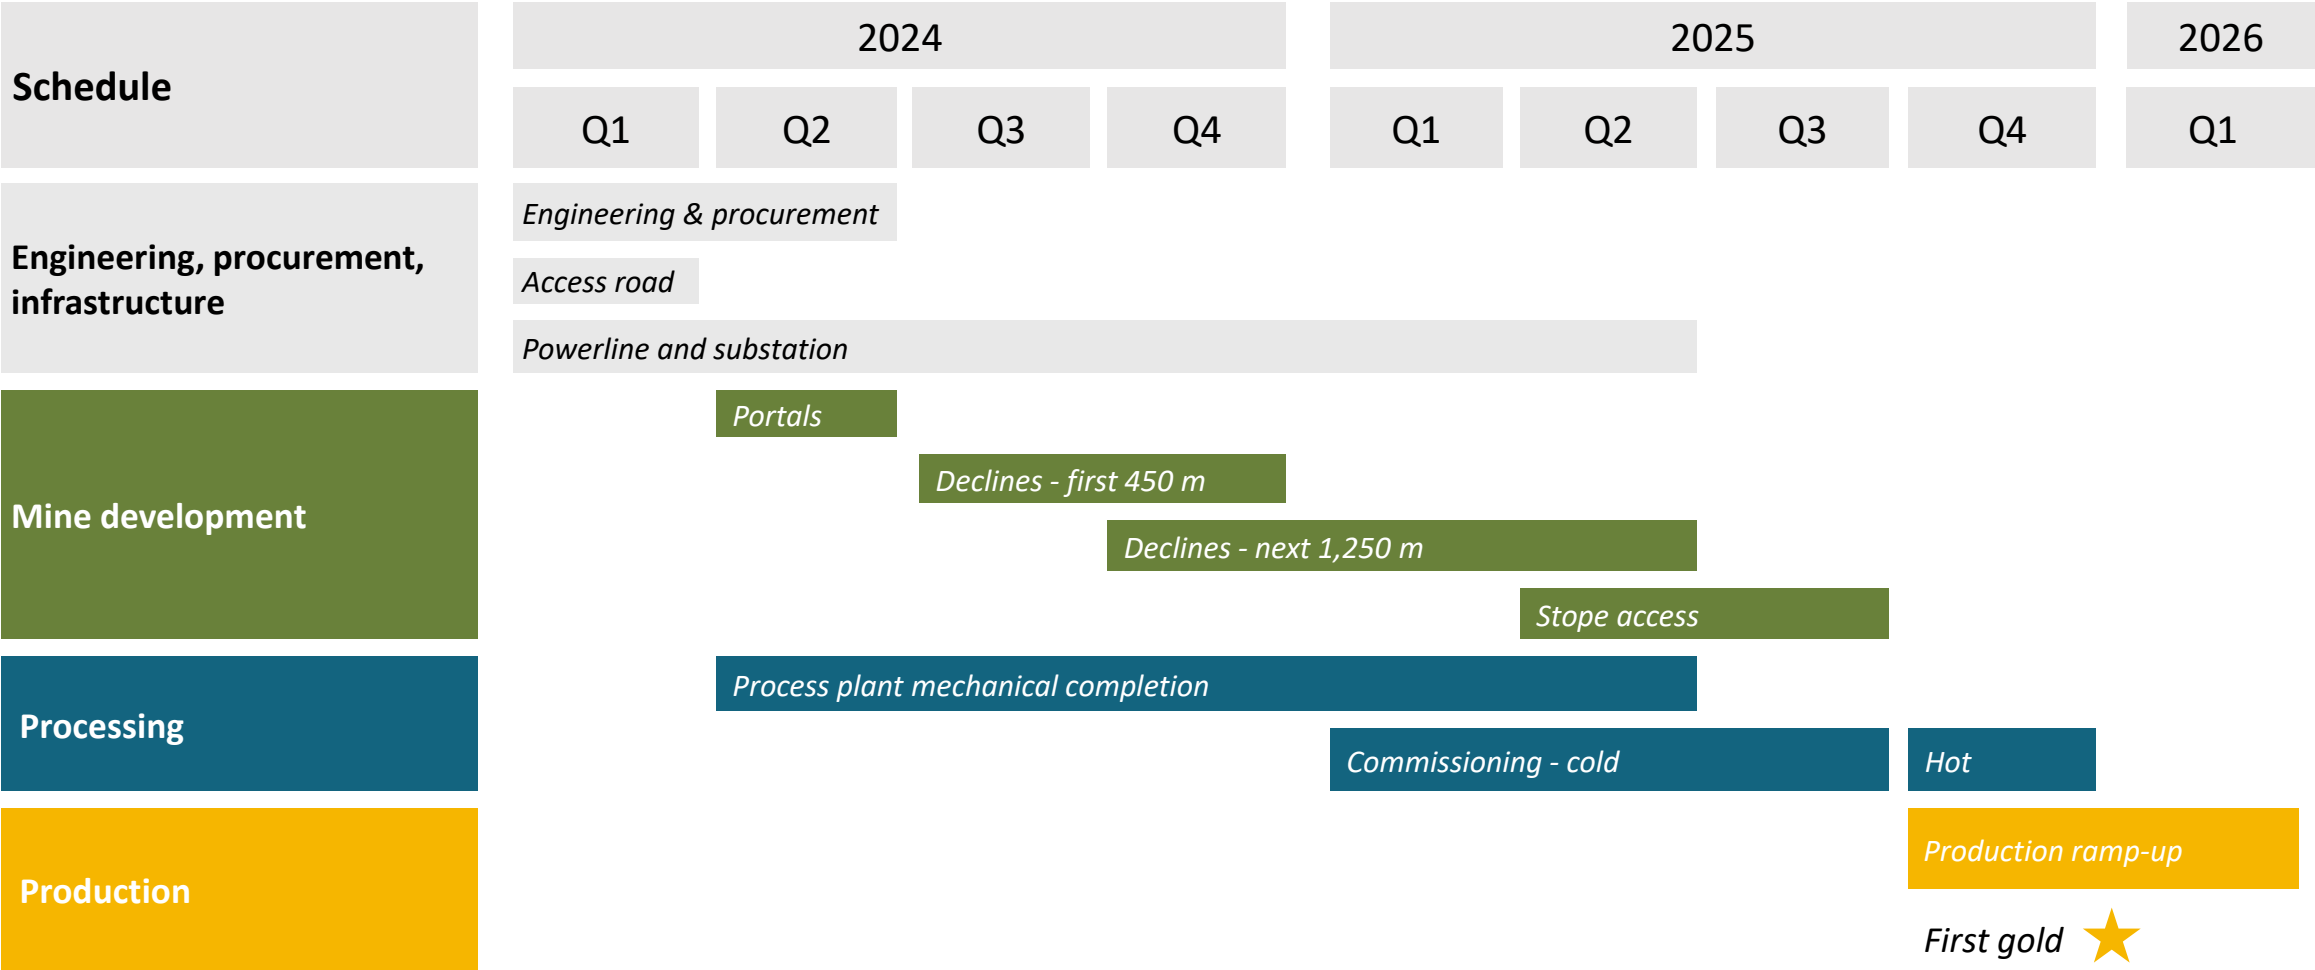 Schedule
2024
2025
2026
Q1
Q2
Q3
Q4
Q1
Q2
Q3
Q4
Q1
Engineering, procurement,
infrastructure
Engineering & procurement
Access road
Powerline and substation
Mine development
Portals
Declines - first 450 m
Declines - next 1,250 m
Stope access
Processing
Process plant mechanical completion
Commissioning - cold
Hot
Production
Production ramp-up
First gold